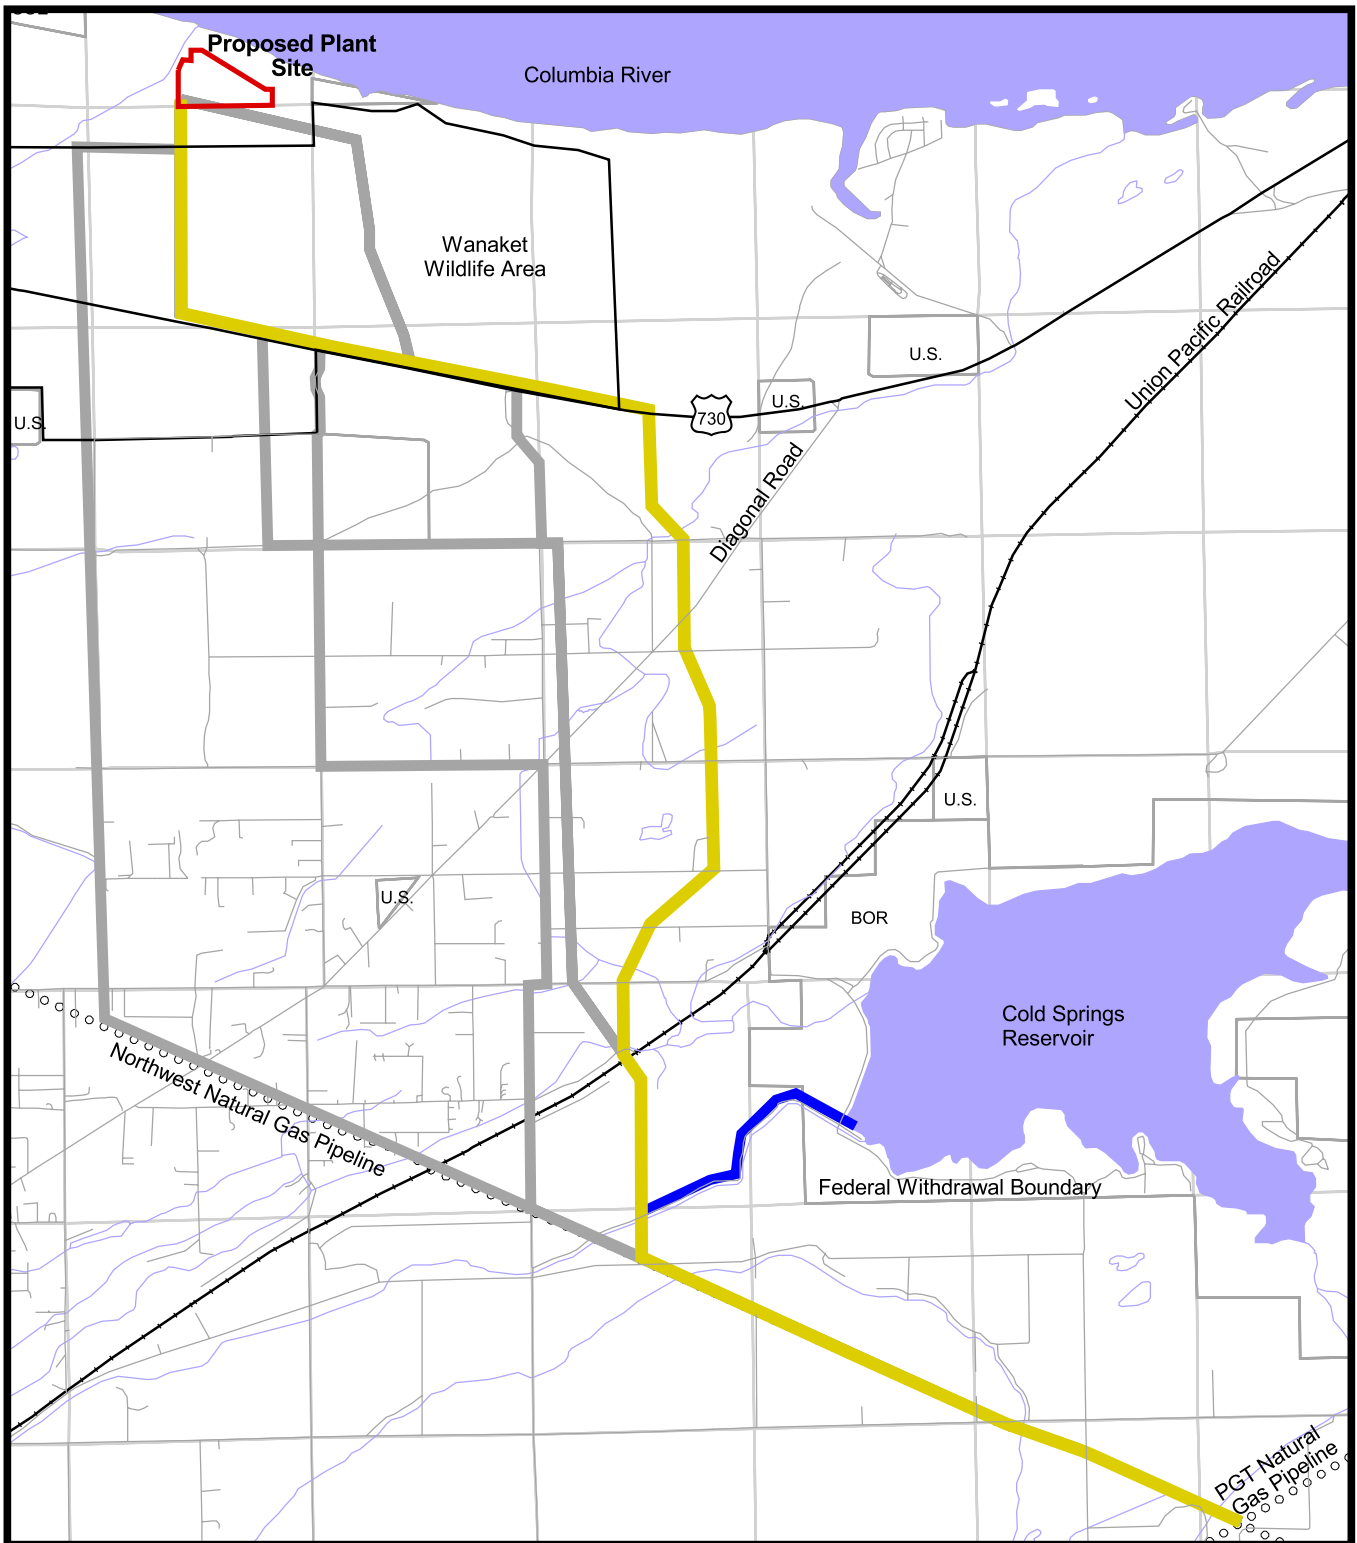 Proposed Plant
Site
Columbia River
Wanaket
Wildlife Area
Union Pacific Railroad
U.S.
U.S.
730
U.S.
Diagonal Road
U.S.
U.S.
BOR
Cold Springs
Reservoir
Northwest Natural Gas Pipeline
Federal Withdrawal Boundary
PGT Natural
Gas Pipeline